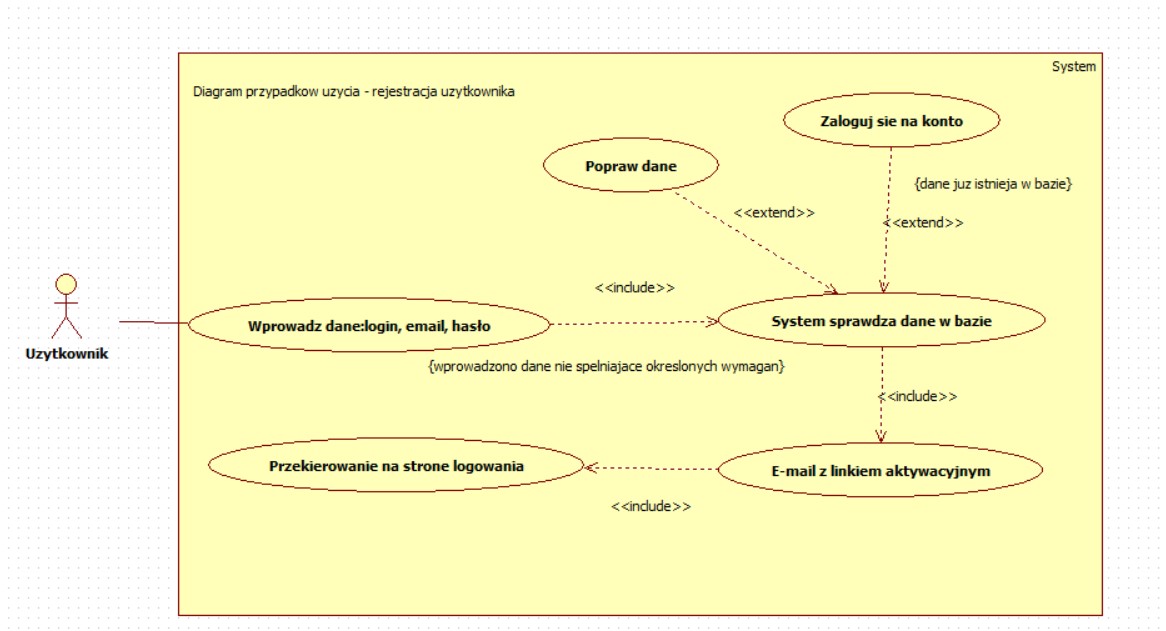 System
Diagram przypadkow uzycia - rejestracja uzytkownika
Zaloguj sie na konto
Popraw dane
{dane juz istnieja w bazie}
<<extend>>
<<extend>>
<<include>>
Wprowadz dane:login, email, hasło
System sprawdza dane w bazie
Uzytkownik
{wprowadzono dane nie spelniajace okreslonych wymagan}
<<include>>
Przekierowanie na strone logowania
E-mail z linkiem aktywacyjnym
<<include>>